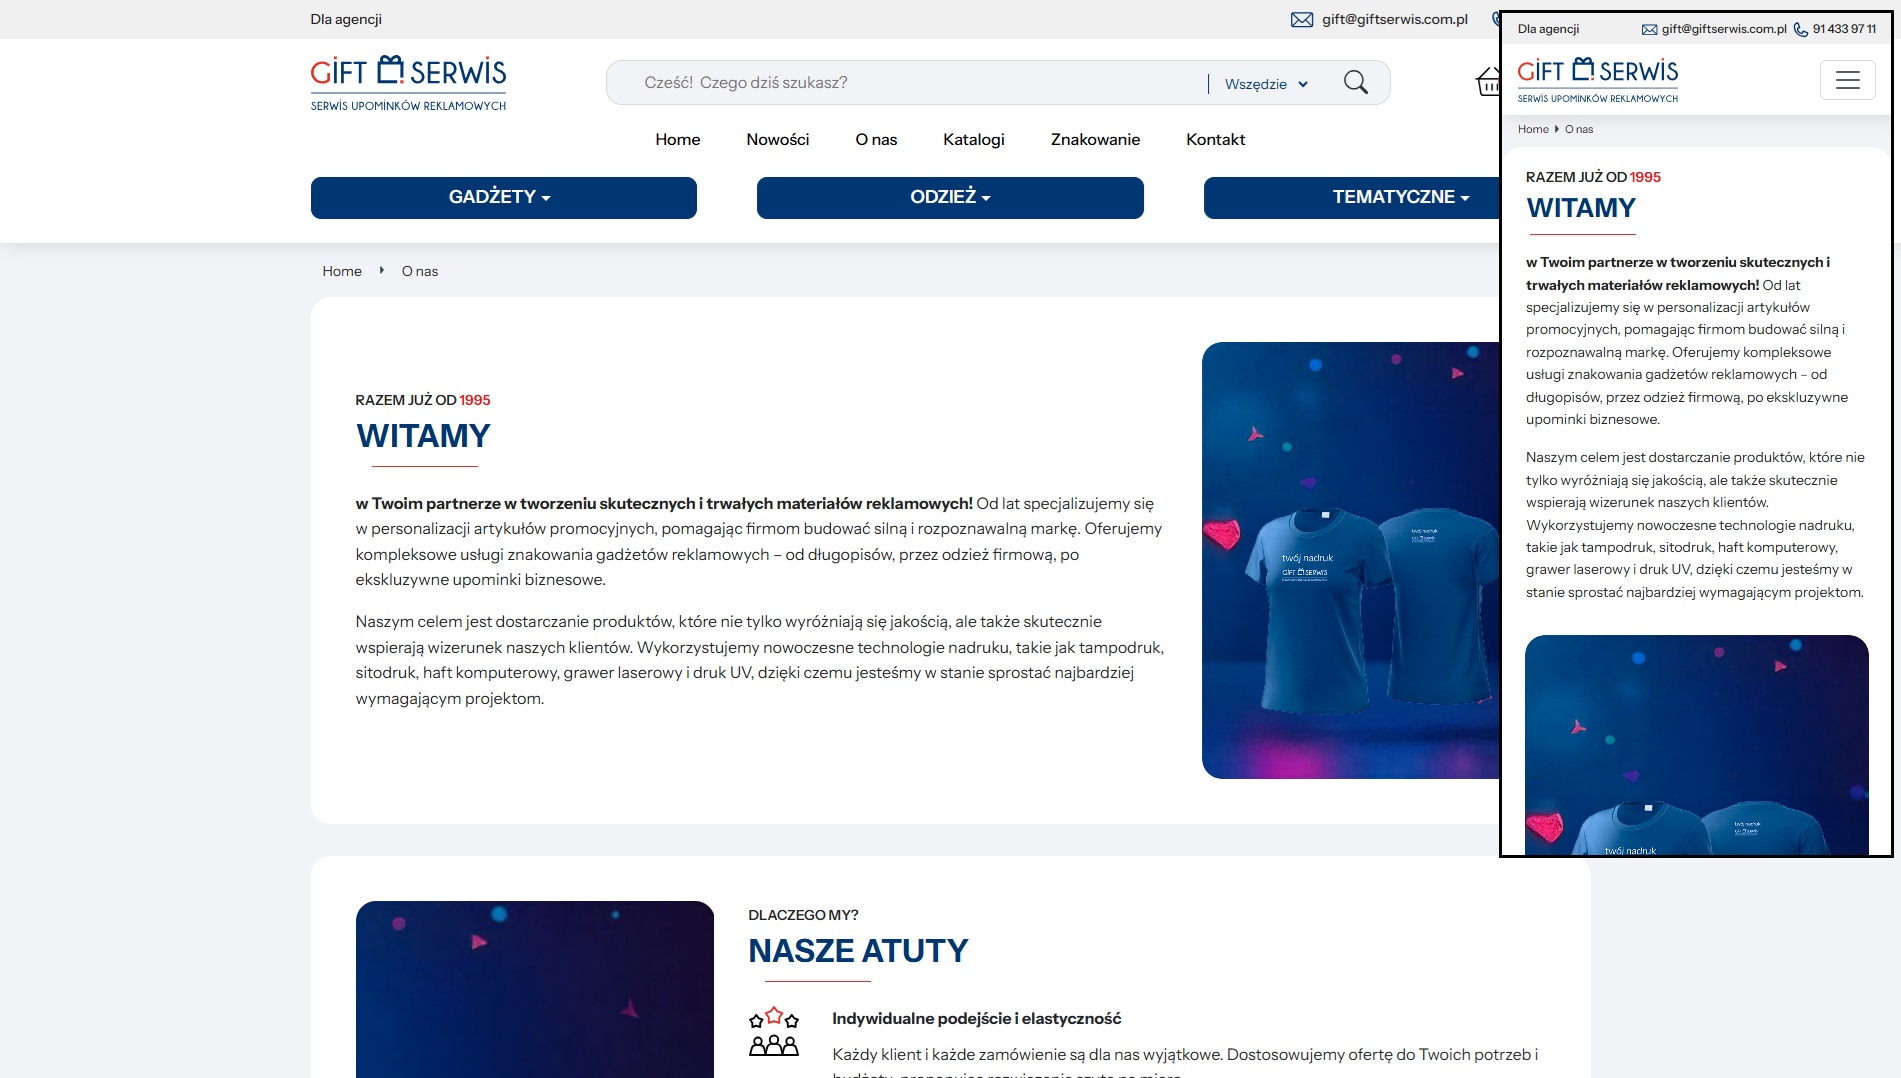 Dla agencji
gift@giftserwis.com.pl
GiFT SERWiS
SERWiS UPOMINKÓW REKLAMOWYCH
Cześć! Czego dziś szukasz?
Wszędzie
Home
Nowości
O nas
Katalogi
Znakowanie
Kontakt
GADŻETY
ODZIEŻ
TEMATYCZNE
Home
O nas
RAZEM JUŻ OD 1995
WITAMY
w Twoim partnerze w tworzeniu skutecznych i trwałych materiałów reklamowych! Od lat specjalizujemy się
w personalizacji artykułów promocyjnych, pomagając firmom budować silną i rozpoznawalną markę. Oferujemy
kompleksowe usługi znakowania gadżetów reklamowych – od długopisów, przez odzież firmową, po
ekskluzywne upominki biznesowe.
Naszym celem jest dostarczanie produktów, które nie tylko wyróżniają się jakością, ale także skutecznie
wspierają wizerunek naszych klientów. Wykorzystujemy nowoczesne technologie nadruku, takie jak tampodruk,
sitodruk, haft komputerowy, grawer laserowy i druk UV, dzięki czemu jesteśmy w stanie sprostać najbardziej
wymagającym projektom.
twój nadruk
GiFT SERWiS
twój nadruk
DLACZEGO MY?
NASZE ATUTY
Indywidualne podejście i elastyczność
Każdy klient i każde zamówienie są dla nas wyjątkowe. Dostosowujemy ofertę do Twoich potrzeb i
Dla agencji
gift@giftserwis.com.pl
91 433 97 11
GiFT SERWiS
SERWiS UPOMINKÓW REKLAMOWYCH
Home
O nas
RAZEM JUŻ OD 1995
WITAMY
w Twoim partnerze w tworzeniu skutecznych i
trwałych materiałów reklamowych! Od lat
specjalizujemy się w personalizacji artykułów
promocyjnych, pomagając firmom budować silną i
rozpoznawalną markę. Oferujemy kompleksowe
usługi znakowania gadżetów reklamowych – od
długopisów, przez odzież firmową, po ekskluzywne
upominki biznesowe.
Naszym celem jest dostarczanie produktów, które nie
tylko wyróżniają się jakością, ale także skutecznie
wspierają wizerunek naszych klientów.
Wykorzystujemy nowoczesne technologie nadruku,
takie jak tampodruk, sitodruk, haft komputerowy,
grawer laserowy i druk UV, dzięki czemu jesteśmy w
stanie sprostać najbardziej wymagającym projektom.
twój nadruk
twój nadruk